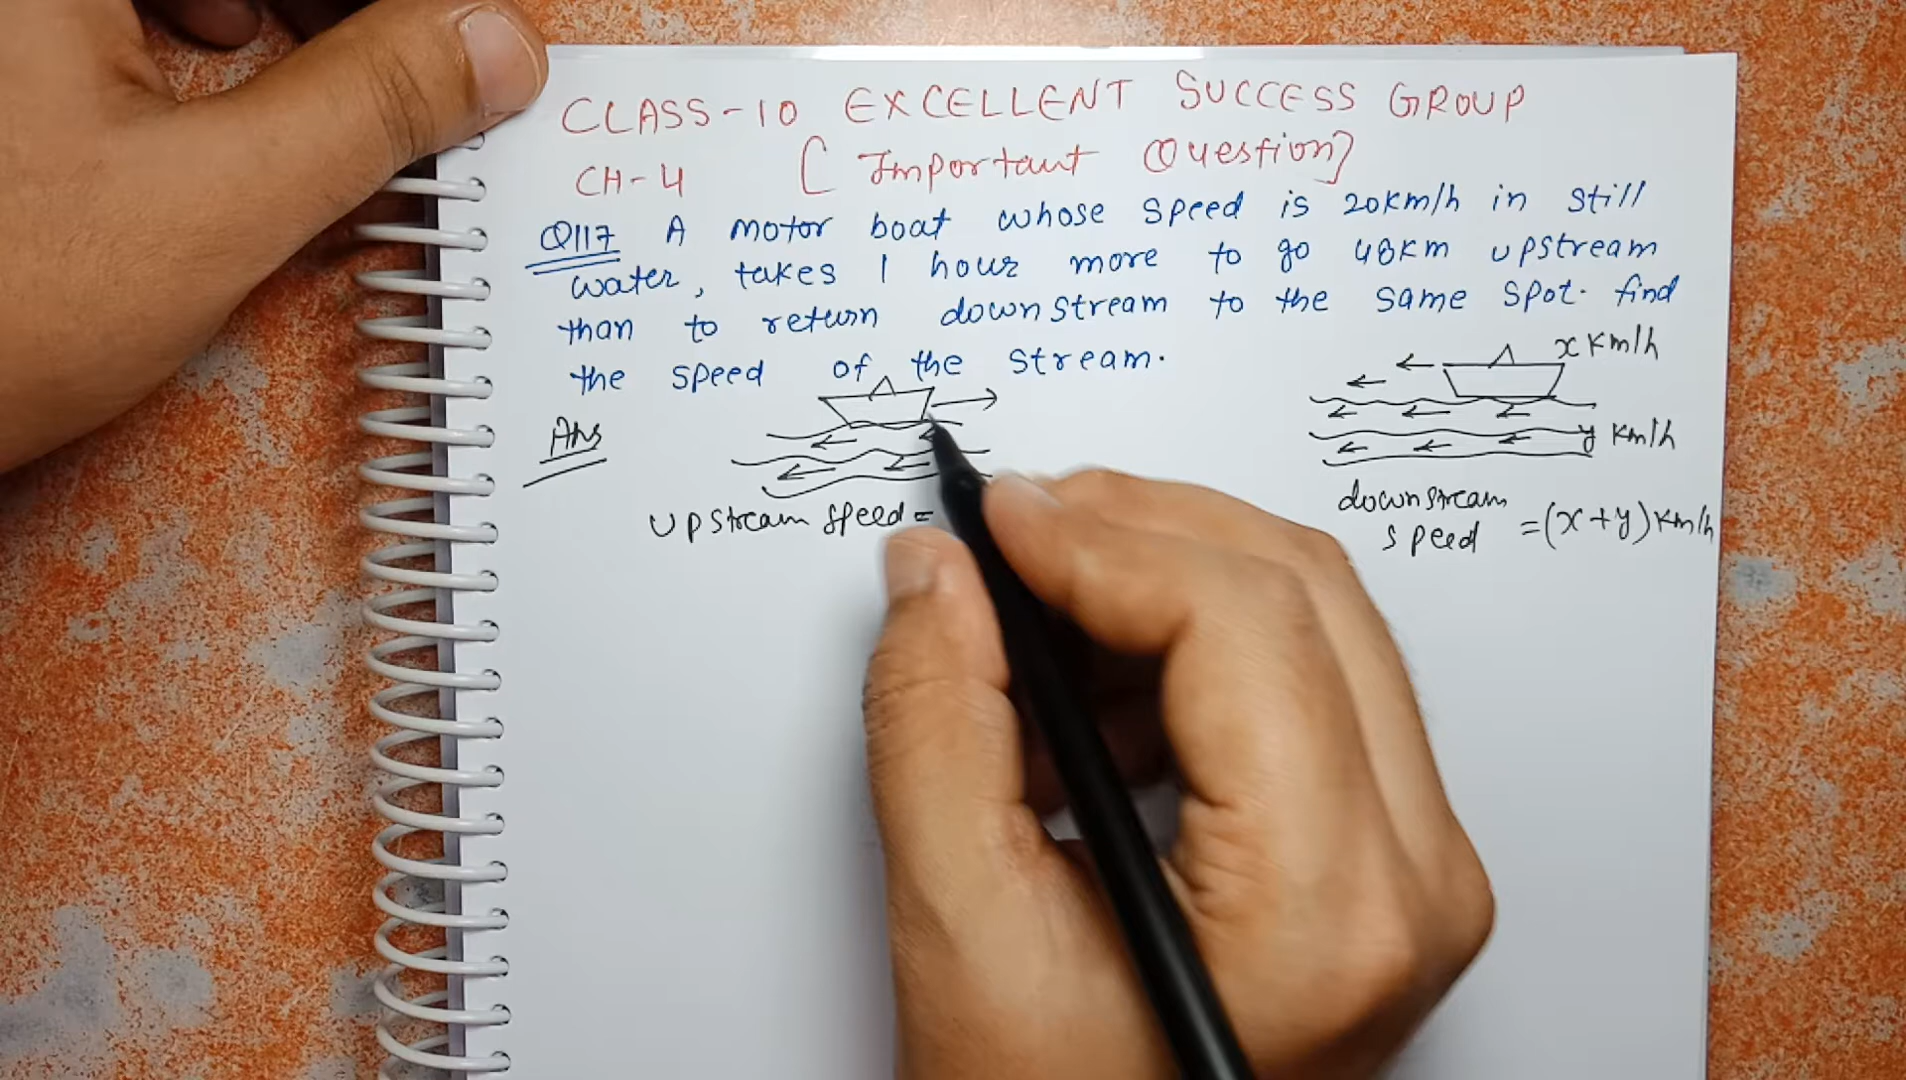 CLASS-10 EXCELLENT SUCCESS GROUP
CH-4 [Important Question]
Q117 A motor boat whose speed is 20km/h in still
water, takes 1 hour more to go 48km upstream
than to return downstream to the same spot. find
the speed of the stream.
Ans
x km/h
y km/h
upstream speed =
downstream
speed = (x+y) km/h